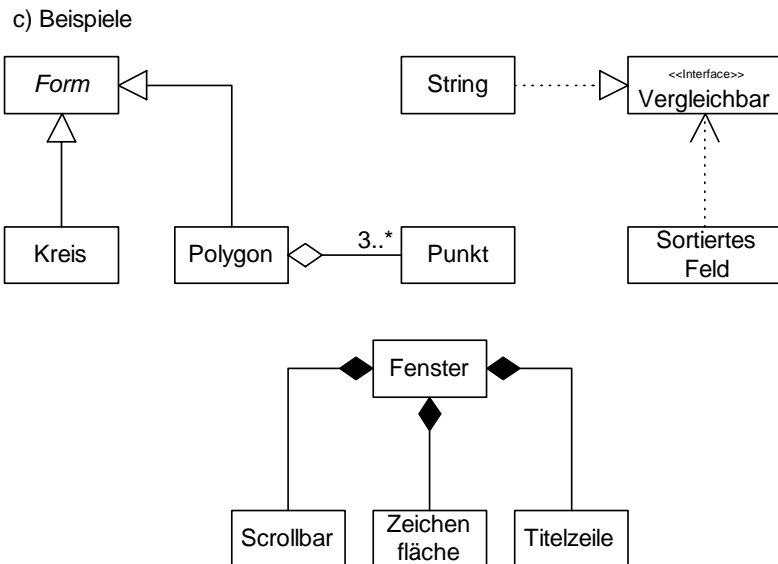 c) Beispiele
Form
String
<<Interface>>
Vergleichbar
Kreis
Polygon
3..*
Punkt
Sortiertes
Feld
Fenster
Scrollbar
Zeichen
fläche
Titelzeile